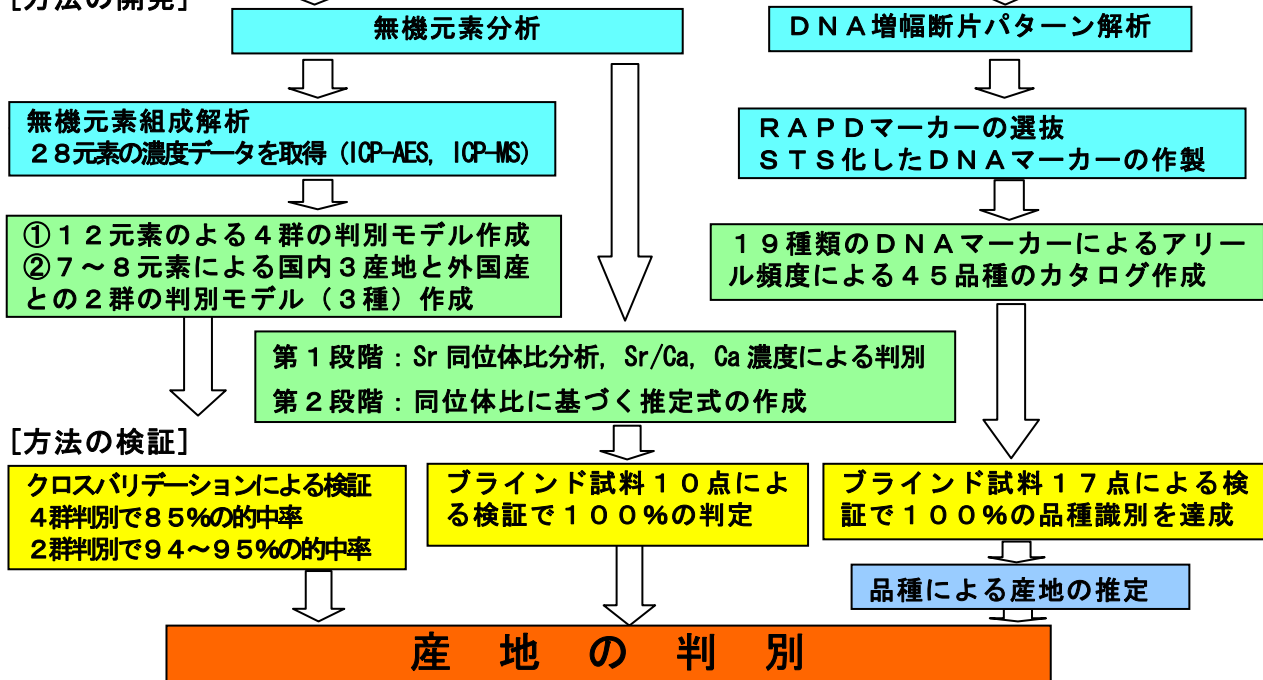 [方法の開発]
無機元素分析
DNA増幅断片パターン解析
無機元素組成解析
28元素の濃度データを取得(ICP-AES, ICP-MS)
RAPDマーカーの選抜
STS化したDNAマーカーの作製
①12元素のよる4群の判別モデル作成
②7~8元素による国内3産地と外国産
との2群の判別モデル(3種)作成
19種類のDNAマーカーによるアリー
ル頻度による45品種のカタログ作成
第1段階:Sr同位体比分析, Sr/Ca, Ca濃度による判別
第2段階:同位体比に基づく推定式の作成
[方法の検証]
クロスバリデーションによる検証
4群判別で85%の的中率
2群判別で94~95%の的中率
ブラインド試料10点によ
る検証で100%の判定
ブラインド試料17点による検
証で100%の品種識別を達成
品種による産地の推定
産地の判別